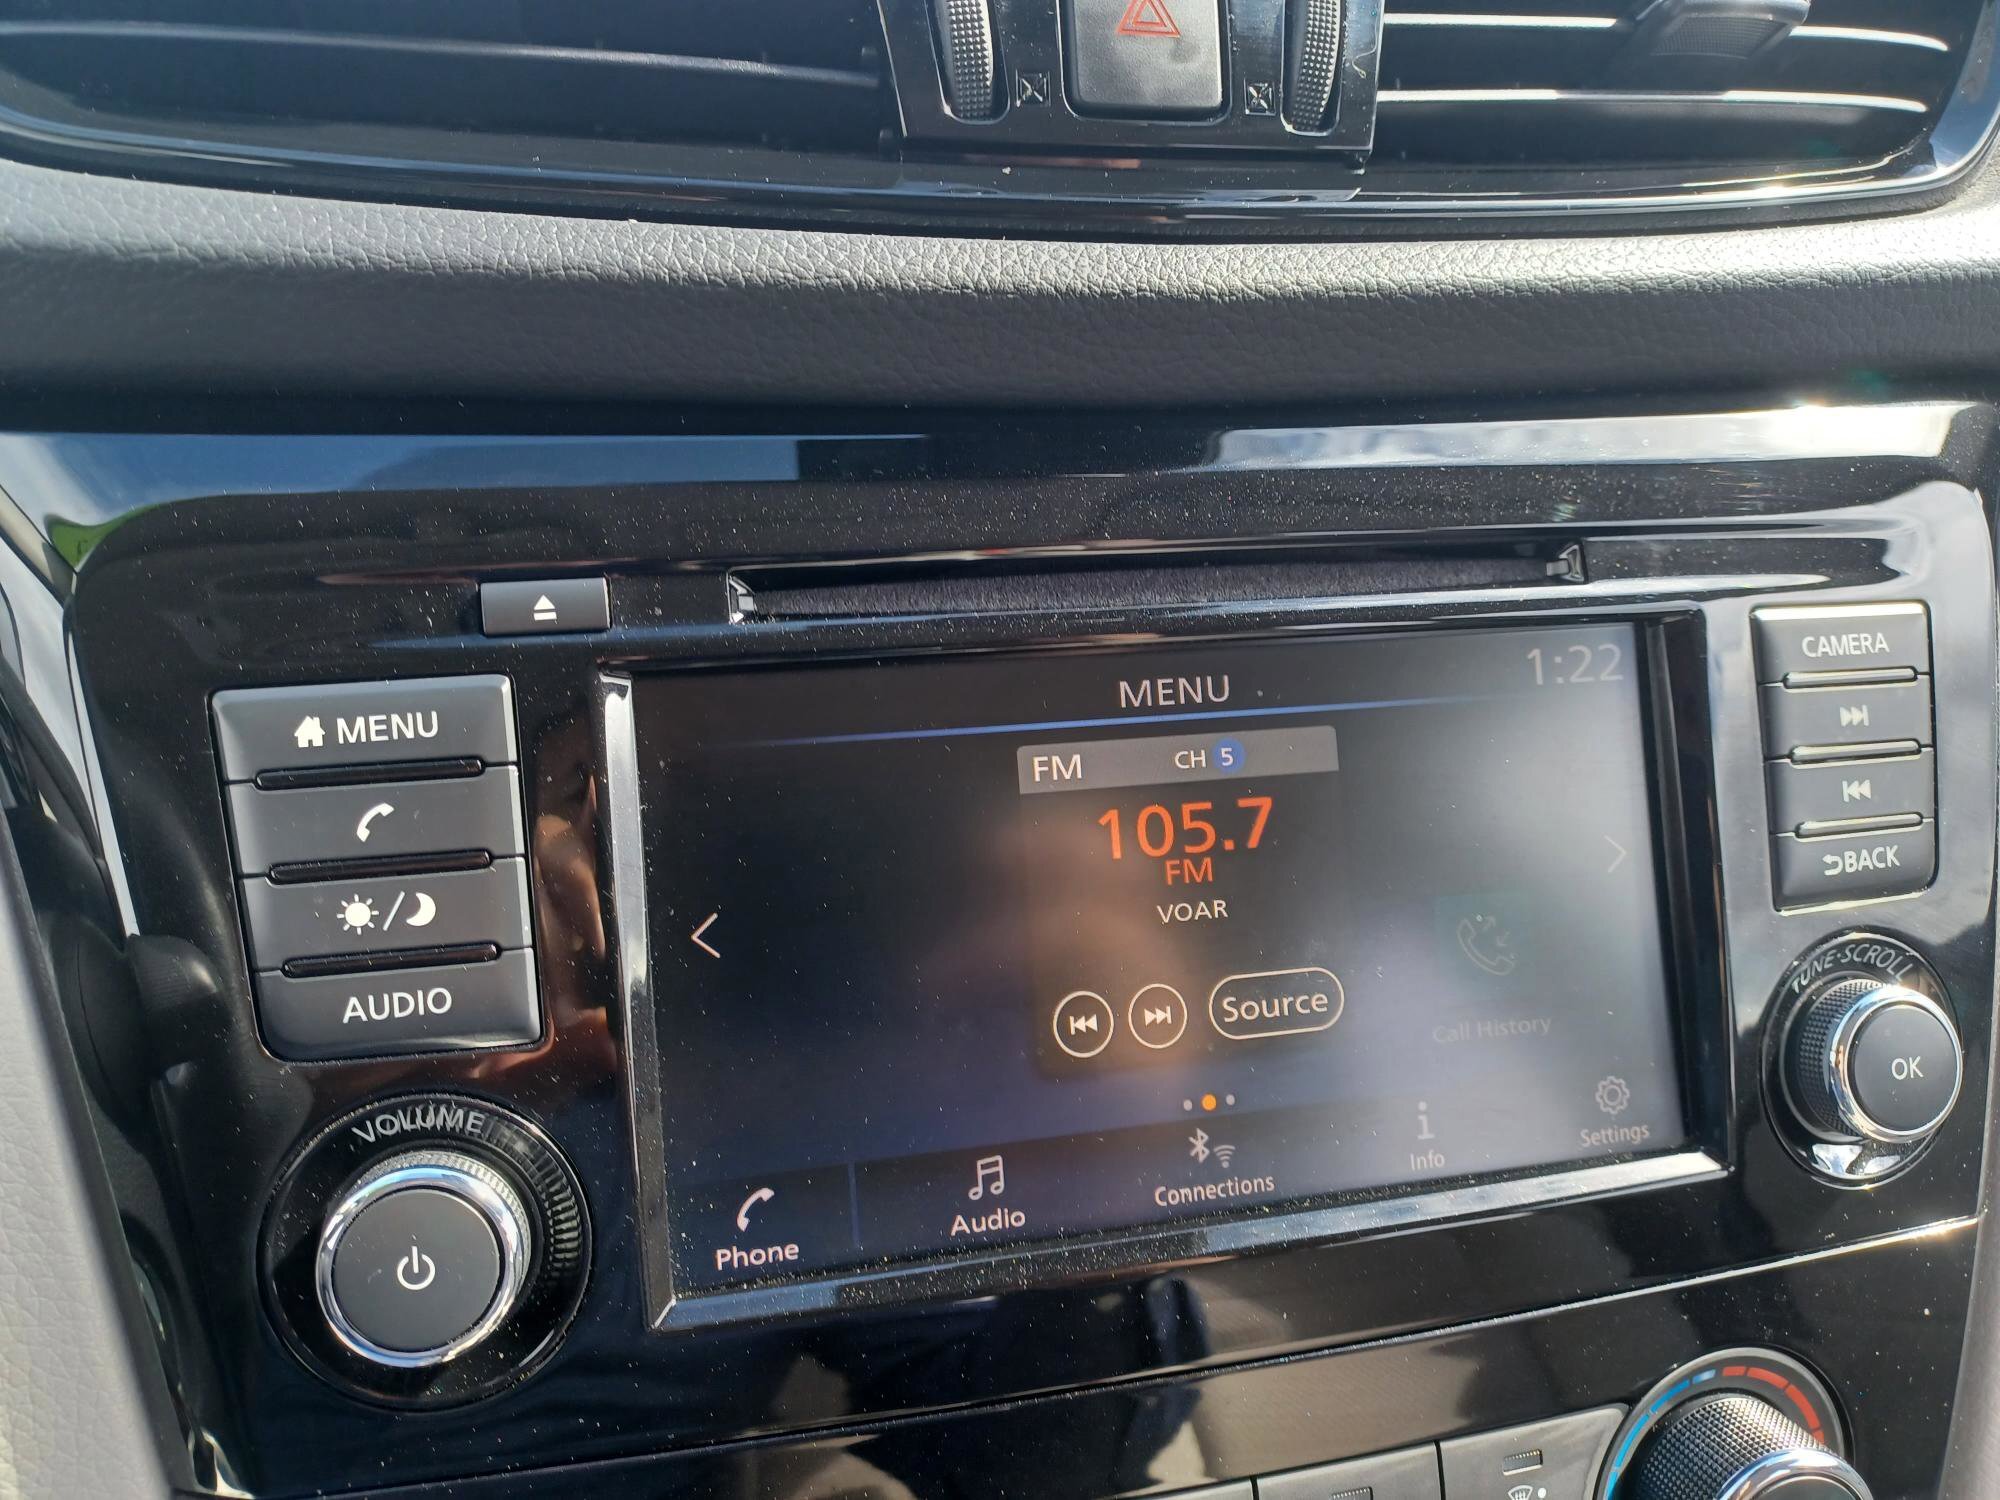 MENU
AUDIO
VOLUME
MENU
1:22
FM CH 5
105.7
FM
VOAR
Source
Call History
Phone
Audio
Connections
Info
Settings
CAMERA
BACK
TUNE·SCROLL
OK